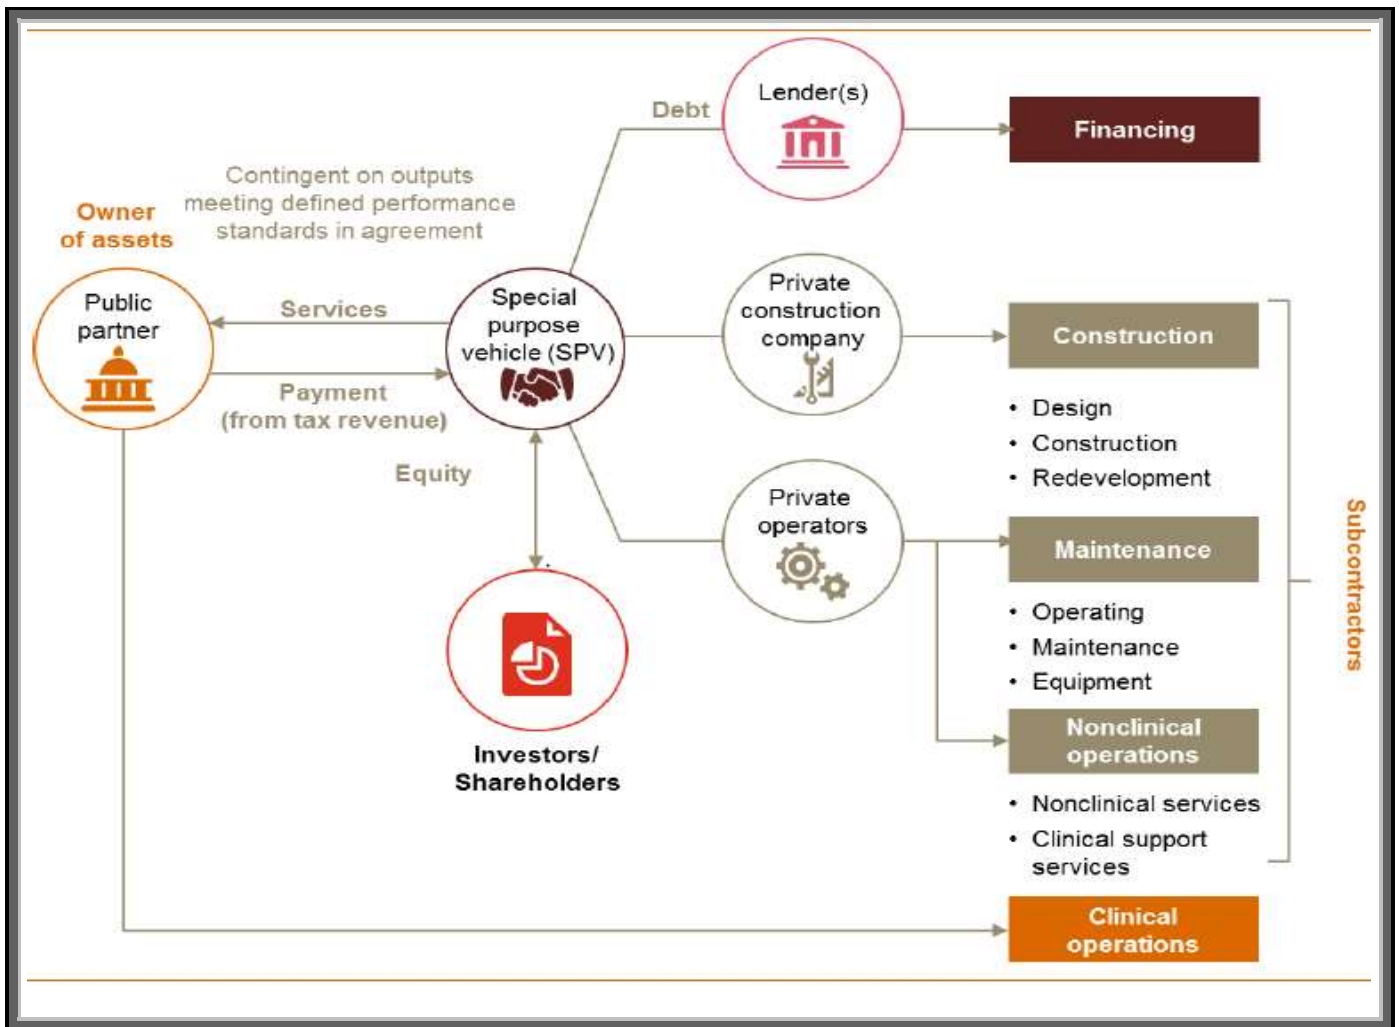 Lender(s)
Debt
Financing
Contingent on outputs
meeting defined performance
standards in agreement
Owner
of assets
Public
partner
Services
Payment
(from tax revenue)
Special
purpose
vehicle (SPV)
Private
construction
company
Construction
• Design
• Construction
• Redevelopment
Equity
Private
operators
Maintenance
• Operating
• Maintenance
• Equipment
Subcontractors
Investors/
Shareholders
Nonclinical
operations
• Nonclinical services
• Clinical support
services
Clinical
operations